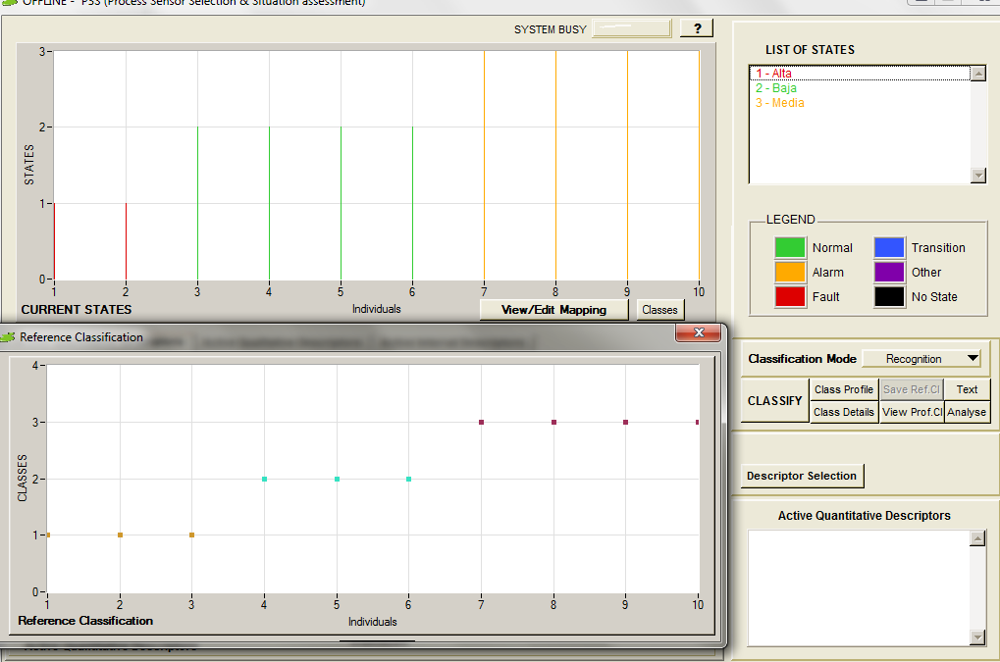 OFFLINE - P3S (Process Sensor Selection & Situation assessment)
SYSTEM BUSY
?
3
2
1
0
STATES
1 2 3 4 5 6 7 8 9 10
CURRENT STATES
Individuals
View/Edit Mapping
Classes
LIST OF STATES
1 - Alta
2 - Baja
3 - Media
LEGEND
Normal
Transition
Alarm
Other
Fault
No State
Classification Mode
Recognition
CLASSIFY
Class Profile
Save Ref.Cl
Text
Class Details
View Prof.Cl
Analyse
Descriptor Selection
Active Quantitative Descriptors
Reference Classification
X
4
3
2
1
0
CLASSES
1 2 3 4 5 6 7 8 9 10
Reference Classification
Individuals